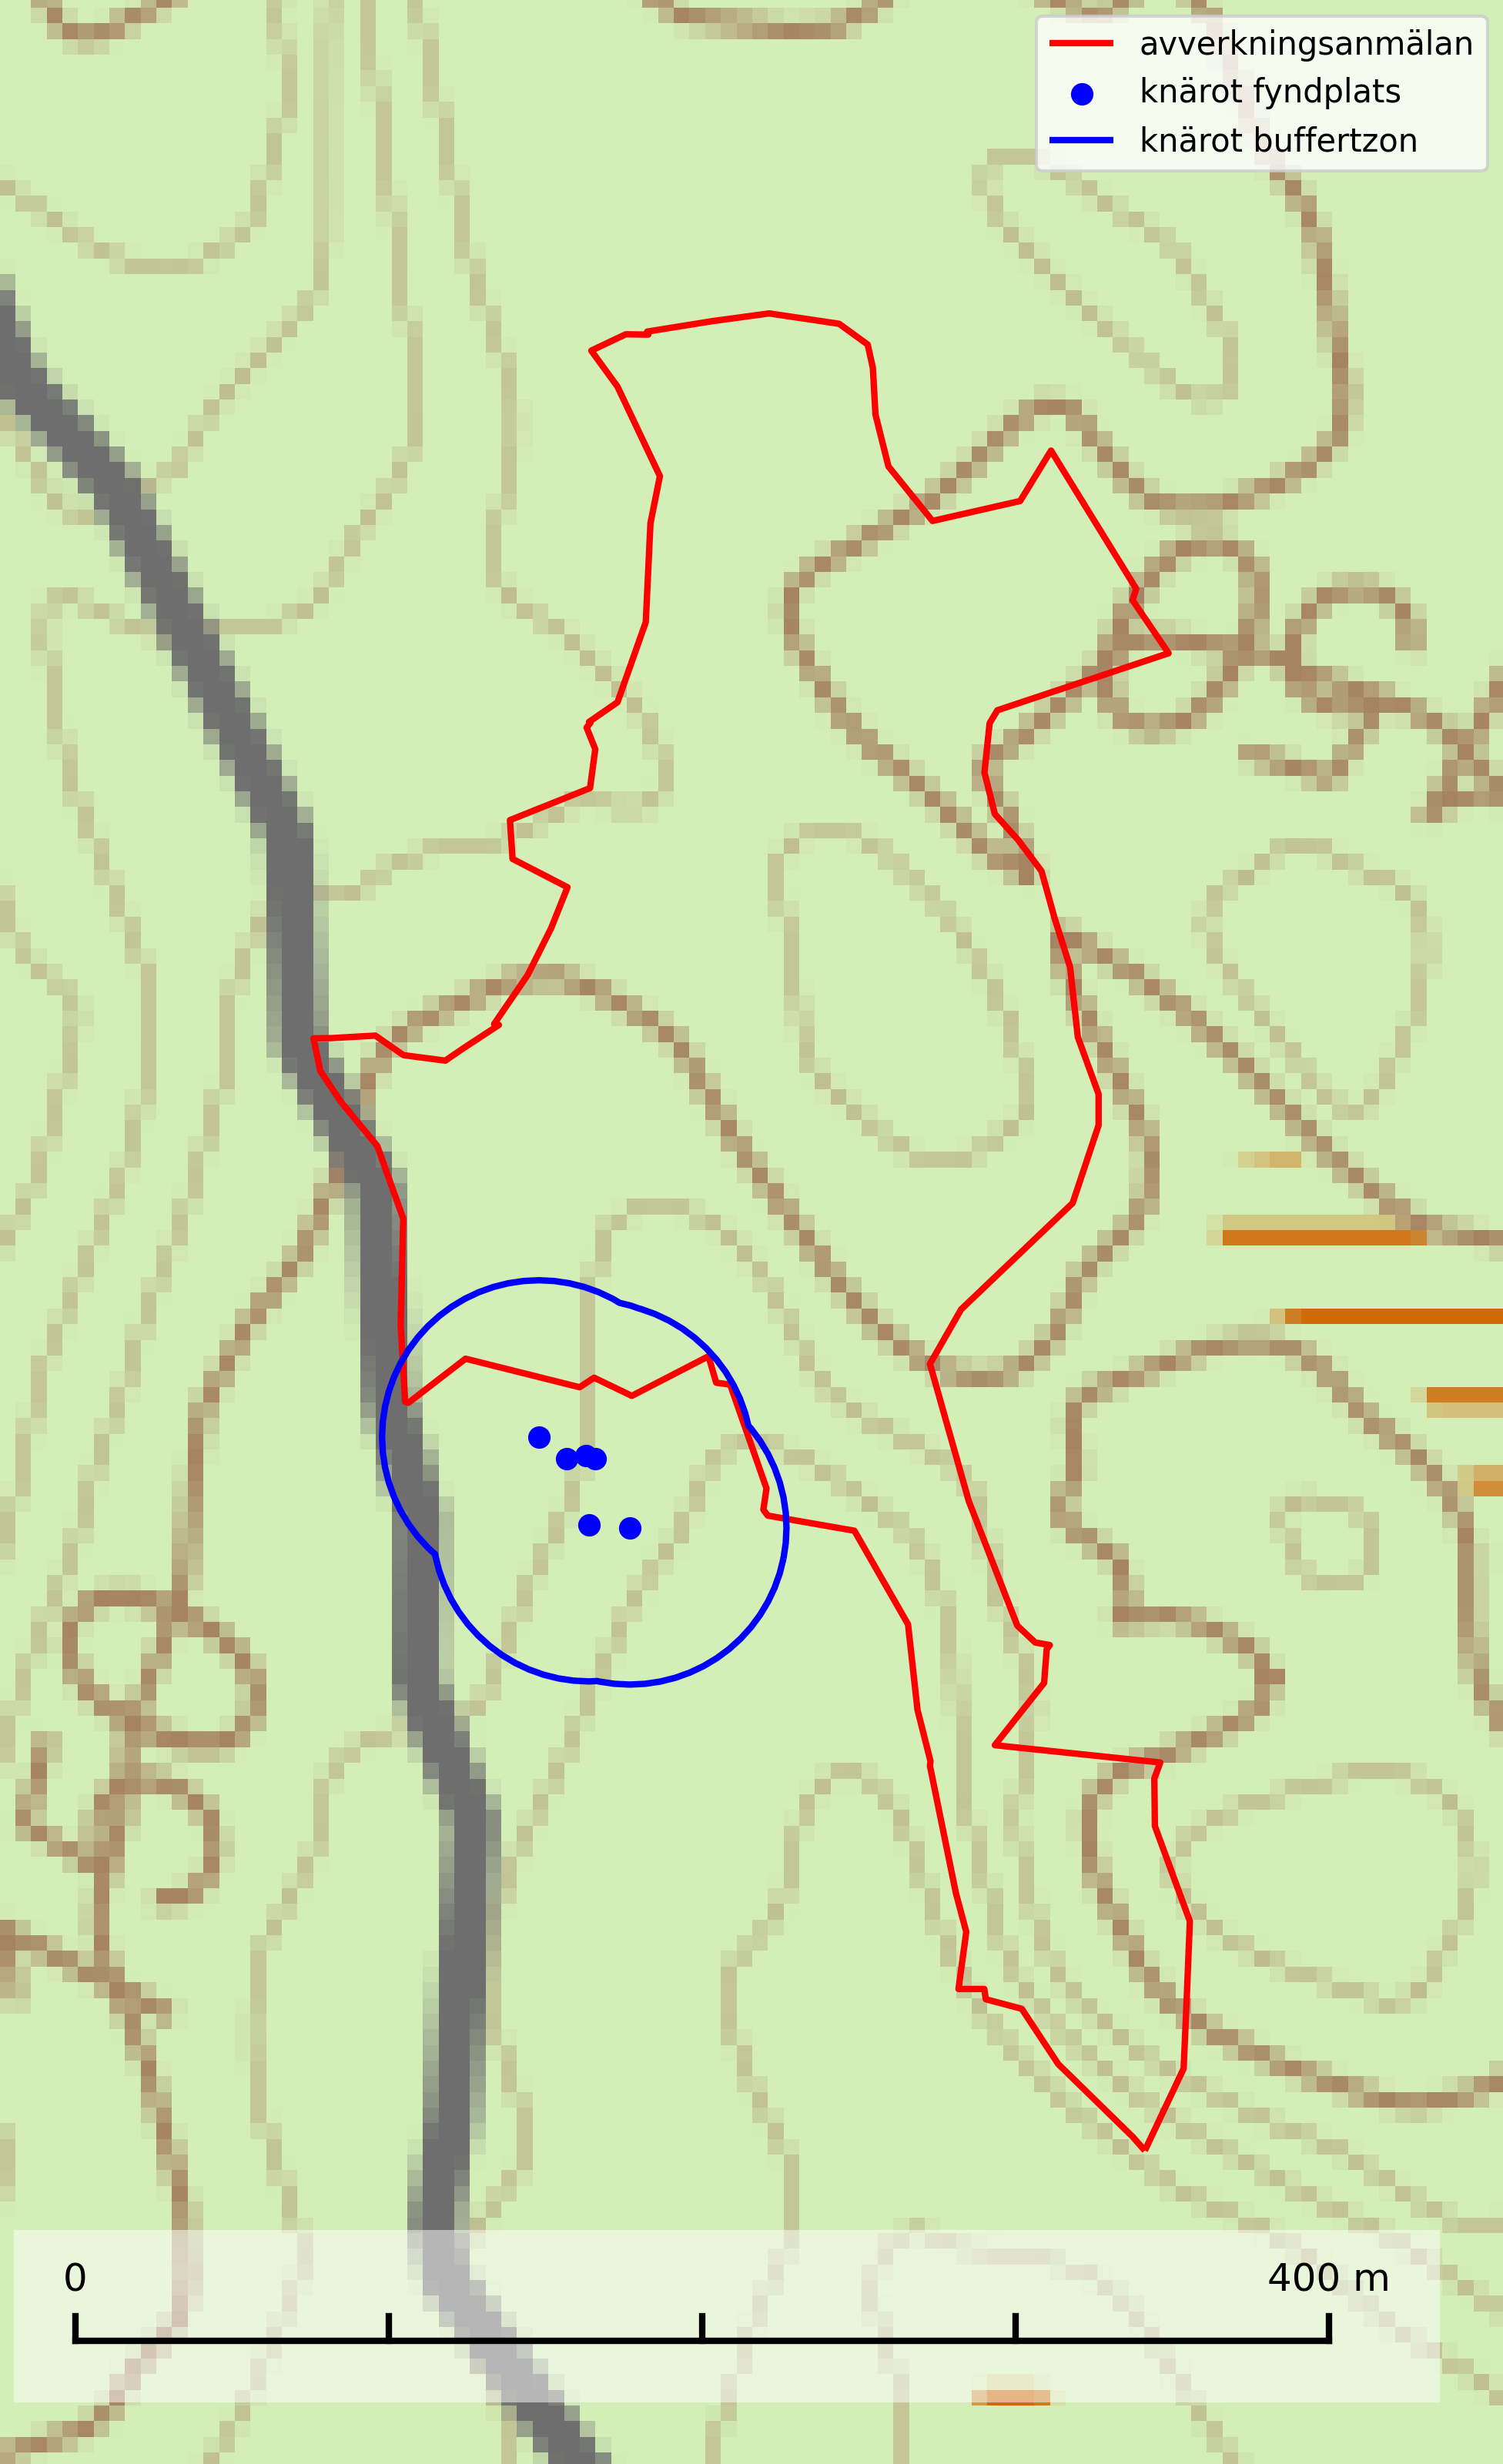 avverkningsanmälan
knärot fyndplats
knärot buffertzon
0
400 m